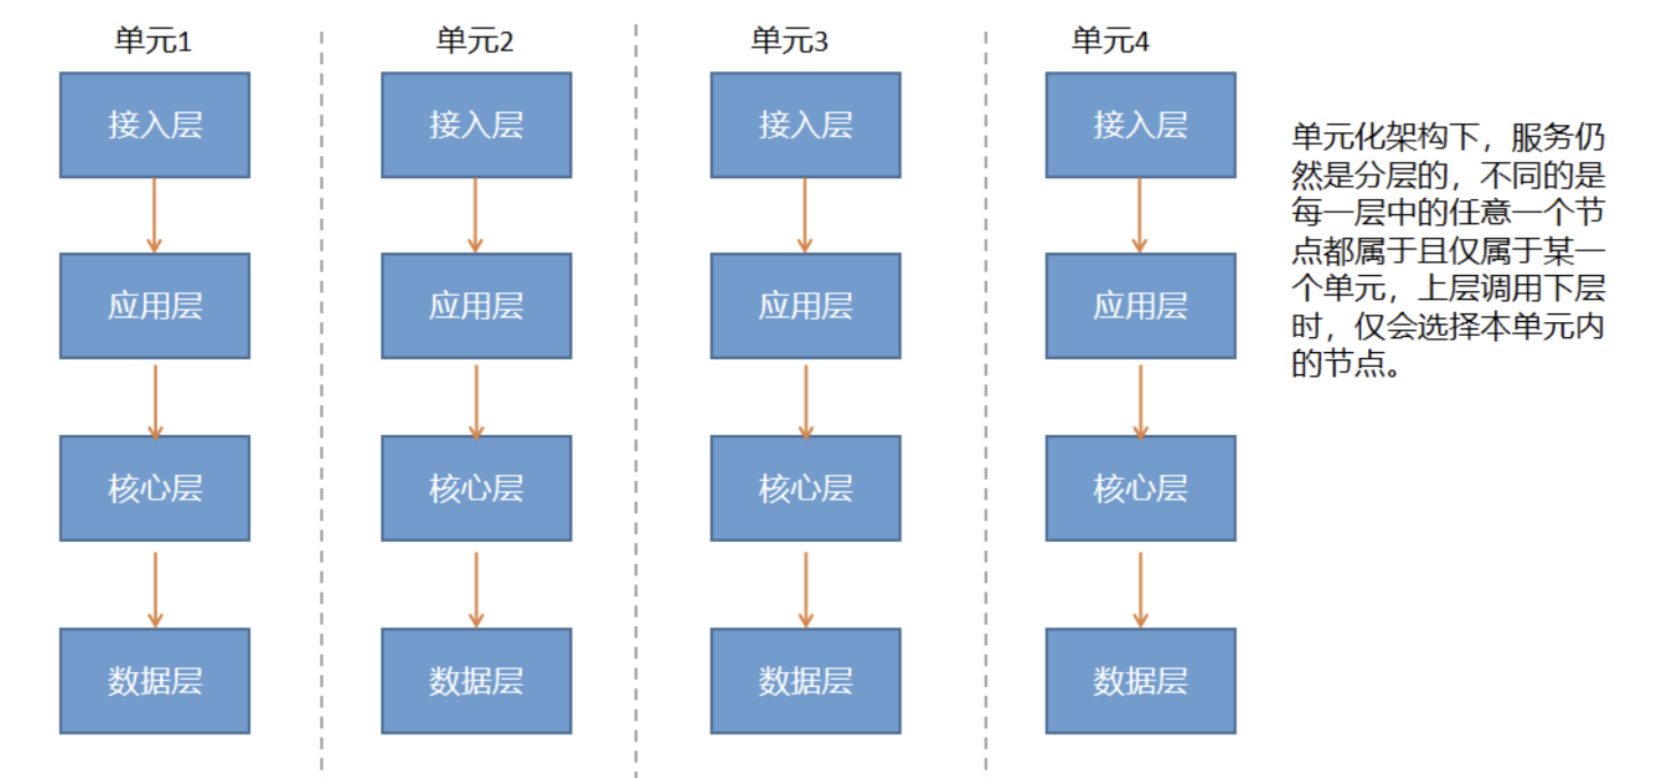 单元1
单元2
单元3
单元4
接入层
接入层
接入层
接入层
应用层
应用层
应用层
应用层
核心层
核心层
核心层
核心层
数据层
数据层
数据层
数据层
单元化架构下，服务仍
然是分层的，不同的是
每一层中的任意一个节
点都属于且仅属于某一
个单元，上层调用下层
时，仅会选择本单元内
的节点。